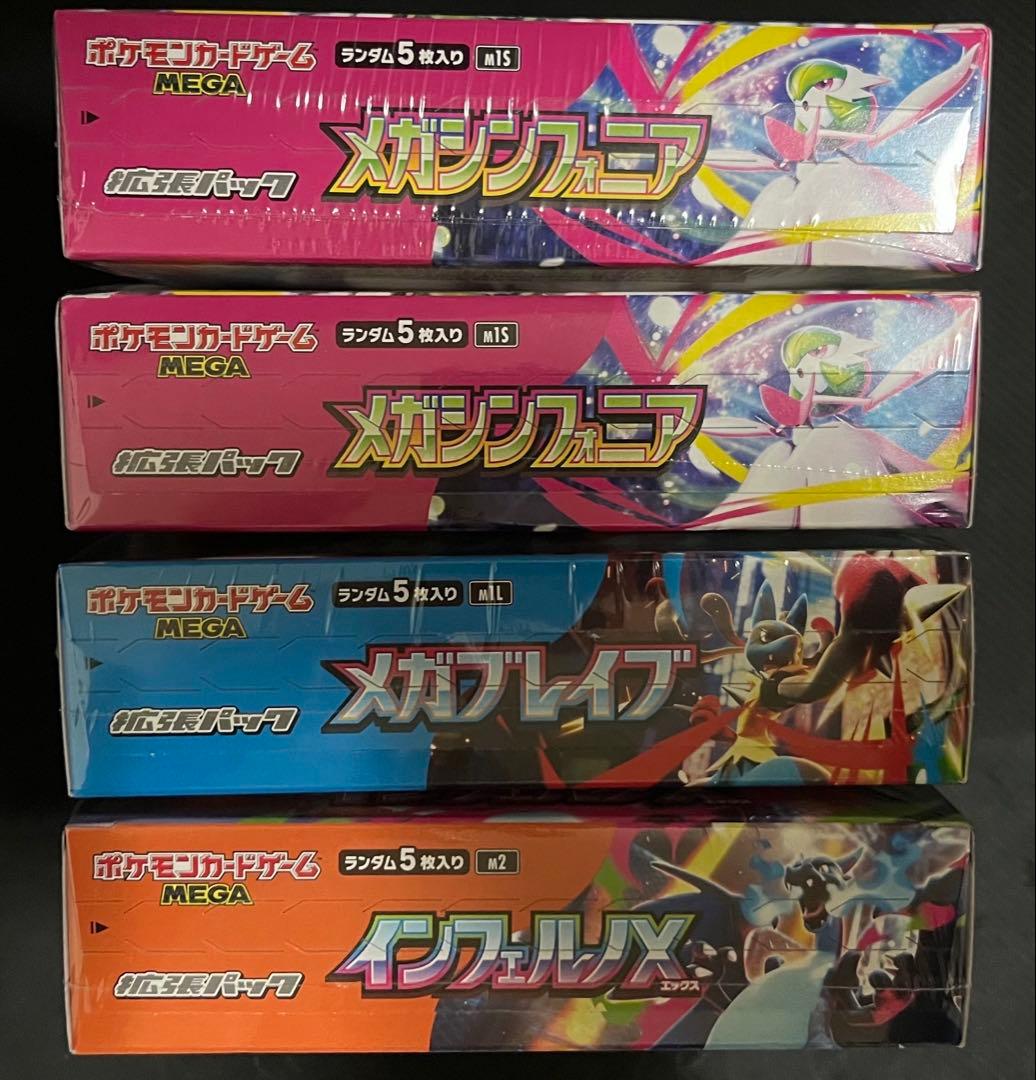 ポケモンカードゲーム
MEGA
ランダム5枚入り M1S
メガシンフォニア
拡張パック
ポケモンカードゲーム
MEGA
ランダム5枚入り M1S
メガシンフォニア
拡張パック
ポケモンカードゲーム
MEGA
ランダム5枚入り M1L
メガブレイブ
拡張パック
ポケモンカードゲーム
MEGA
ランダム5枚入り M2
インフェルノX
エックス
拡張パック